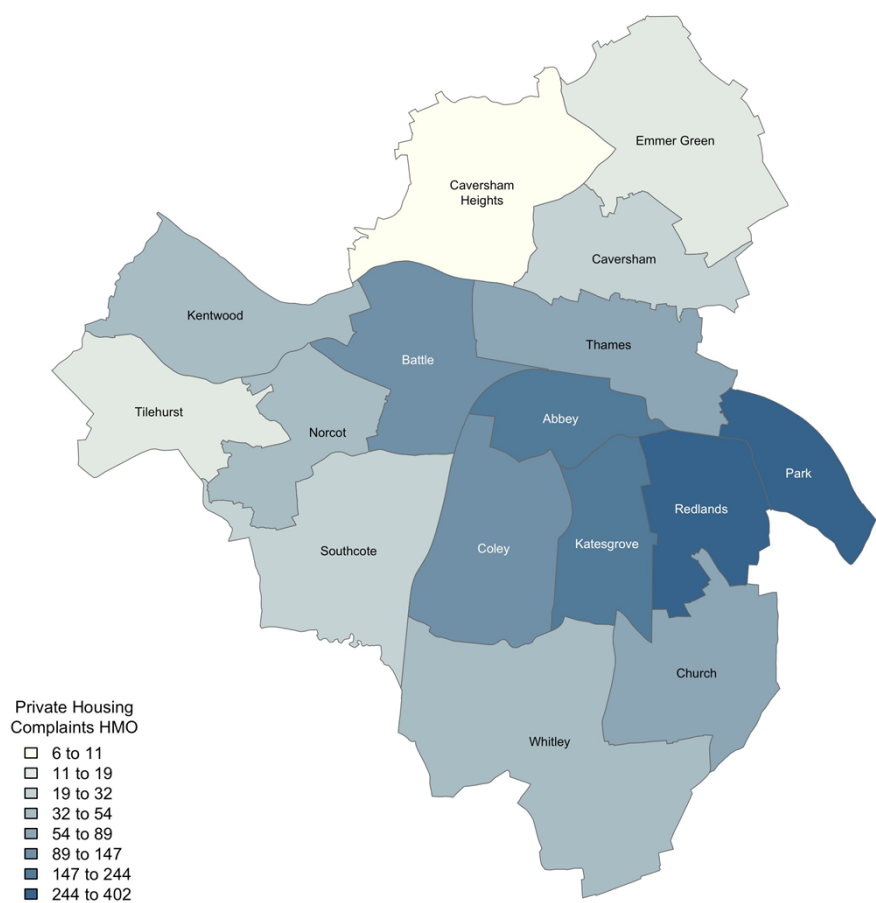 Emmer Green
Caversham
Heights
Caversham
Kentwood
Thames
Battle
Tilehurst
Abbey
Norcot
Park
Redlands
Southcote
Coley
Katesgrove
Church
Whitley
Private Housing
Complaints HMO
6 to 11
11 to 19
19 to 32
32 to 54
54 to 89
89 to 147
147 to 244
244 to 402